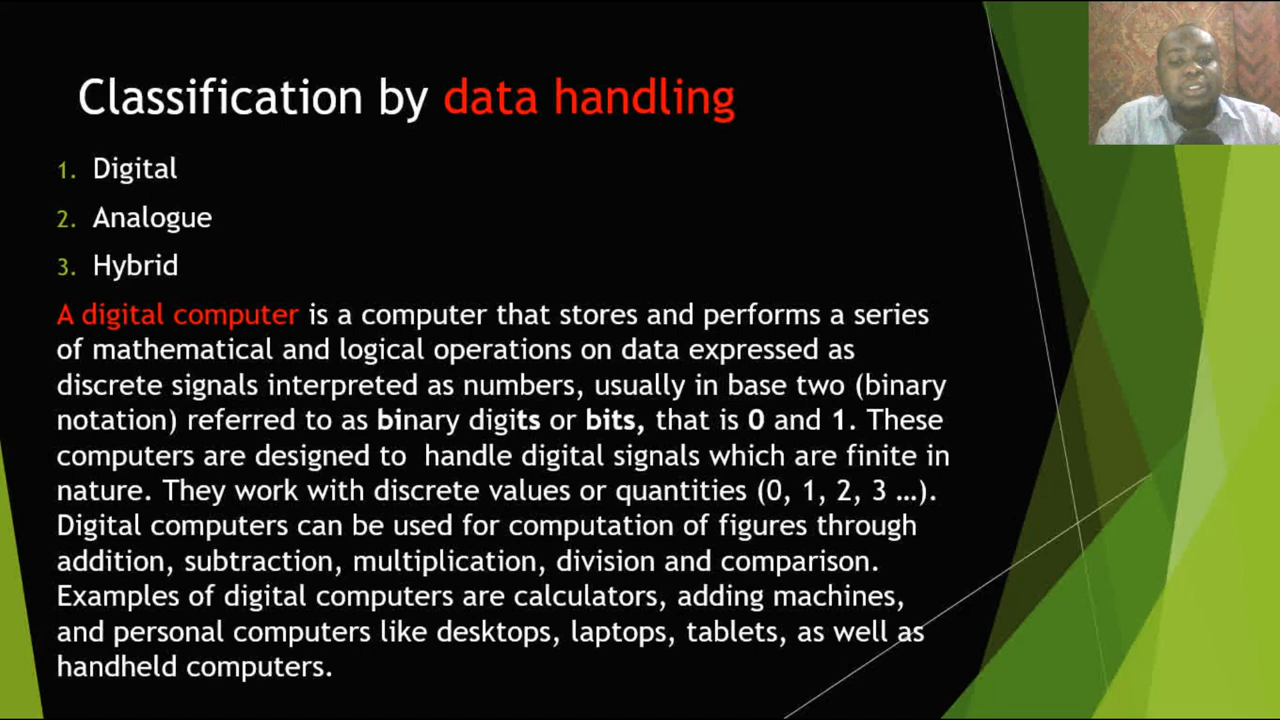 Classification by data handling
1. Digital
2. Analogue
3. Hybrid
A digital computer is a computer that stores and performs a series
of mathematical and logical operations on data expressed as
discrete signals interpreted as numbers, usually in base two (binary
notation) referred to as binary digits or bits, that is 0 and 1. These
computers are designed to  handle digital signals which are finite in
nature. They work with discrete values or quantities (0, 1, 2, 3 …).
Digital computers can be used for computation of figures through
addition, subtraction, multiplication, division and comparison.
Examples of digital computers are calculators, adding machines,
and personal computers like desktops, laptops, tablets, as well as
handheld computers.